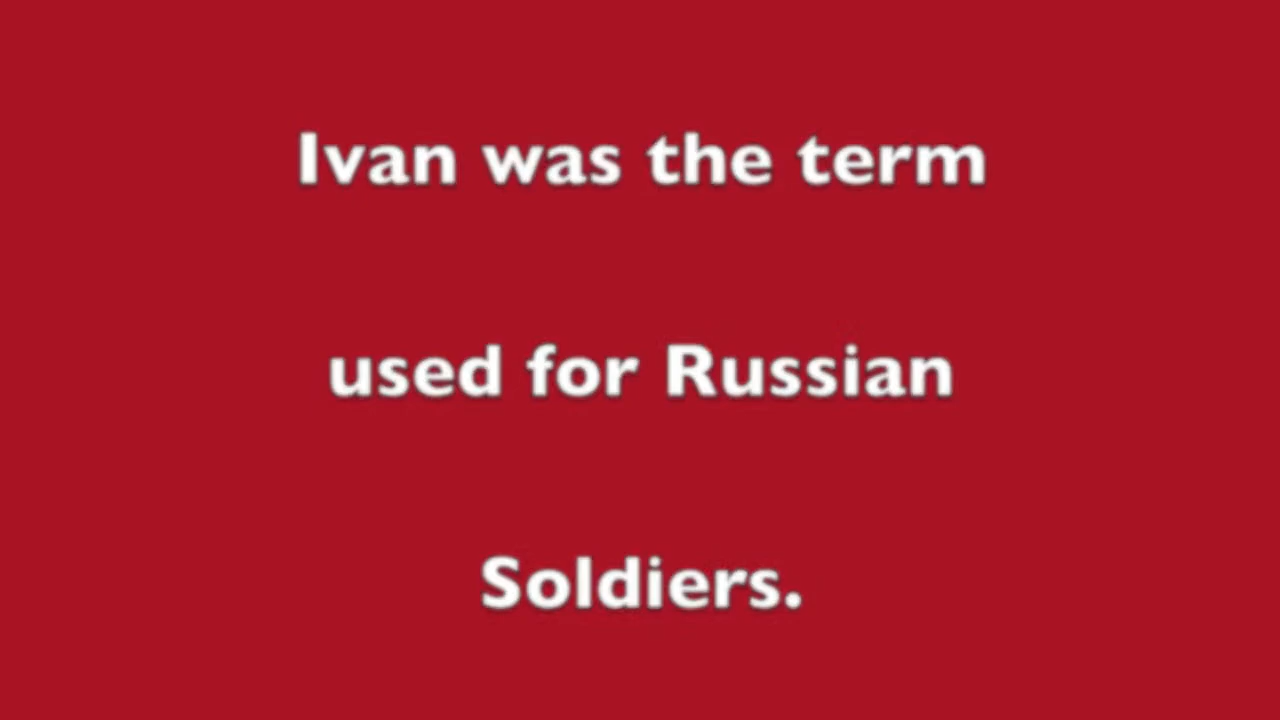 Ivan was the term
used for Russian
Soldiers.